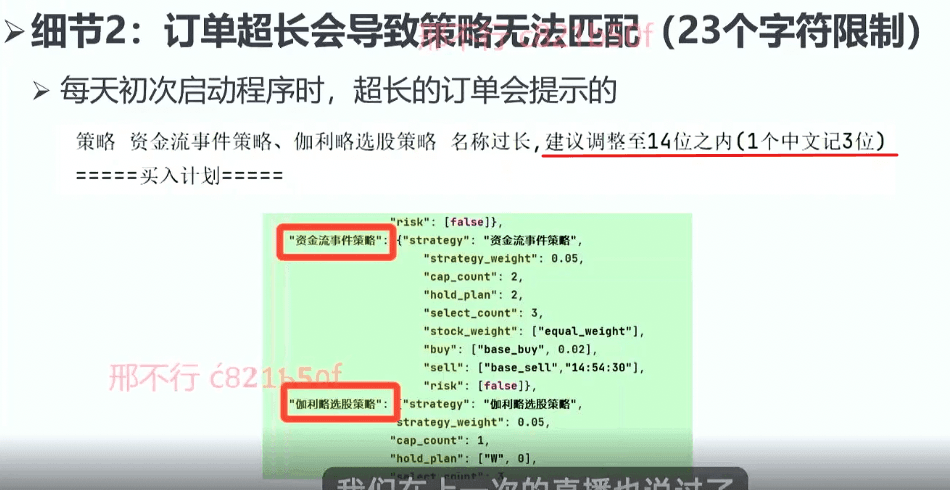 ➢细节2：订单超长会导致策略无法匹配（23个字符限制）
邢不行 c821b50f
➢ 每天初次启动程序时，超长的订单会提示的
策略 资金流事件策略、伽利略选股策略 名称过长,建议调整至14位之内(1个中文记3位)
=====买入计划=====
"risk": [false]},
"资金流事件策略": {"strategy": "资金流事件策略",
"strategy_weight": 0.05,
"cap_count": 2,
"hold_plan": 2,
"select_count": 3,
"stock_weight": ["equal_weight"],
"buy": ["base_buy", 0.02],
"sell": ["base_sell","14:54:30"],
邢不行 c821b50f
"risk": [false]},
"伽利略选股策略": {"strategy": "伽利略选股策略",
"strategy_weight": 0.05,
"cap_count": 1,
"hold_plan": ["W", 0],
"select_count": 3,
我们在上一次的直播也说过了